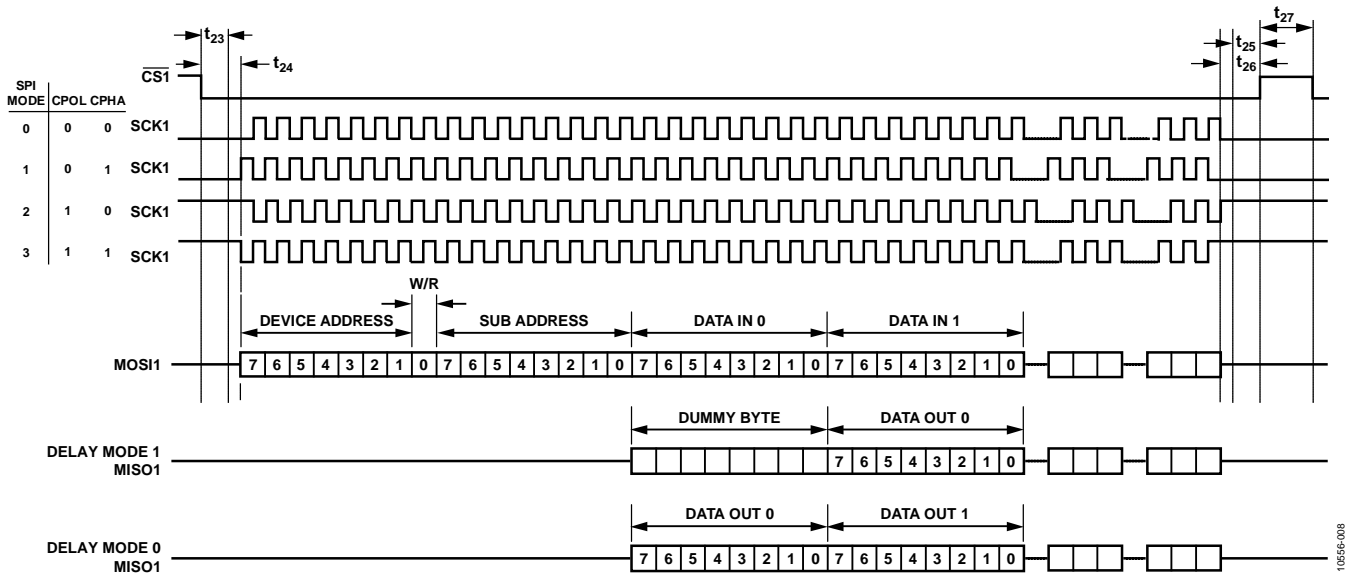 t23
t24
t27
t25
t26
CS1
SPI
MODE CPOL CPHA
0 0 0 SCK1
1 0 1 SCK1
2 1 0 SCK1
3 1 1 SCK1
W/R
DEVICE ADDRESS SUB ADDRESS DATA IN 0 DATA IN 1
MOSI1 7 6 5 4 3 2 1 0 7 6 5 4 3 2 1 0 7 6 5 4 3 2 1 0 7 6 5 4 3 2 1 0
DUMMY BYTE DATA OUT 0
DELAY MODE 1
MISO1
7 6 5 4 3 2 1 0
DATA OUT 0 DATA OUT 1
DELAY MODE 0
MISO1
7 6 5 4 3 2 1 0 7 6 5 4 3 2 1 0
10556-008